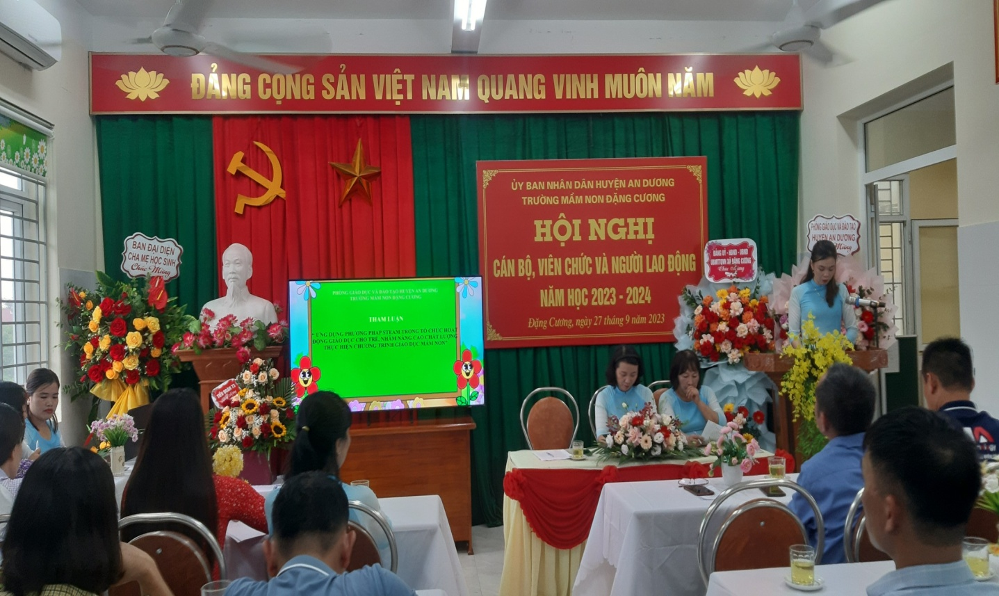 ĐẢNG CỘNG SẢN VIỆT NAM QUANG VINH MUÔN NĂM
ỦY BAN NHÂN DÂN HUYỆN AN DƯƠNG
TRƯỜNG MẦM NON ĐẶNG CƯƠNG
HỘI NGHỊ
CÁN BỘ, VIÊN CHỨC VÀ NGƯỜI LAO ĐỘNG
NĂM HỌC 2023 - 2024
Đặng Cương, ngày 27 tháng 9 năm 2023
BAN ĐẠI DIỆN
CHA MẸ HỌC SINH
Chúc Mừng
PHÒNG GIÁO DỤC VÀ ĐÀO TẠO HUYỆN AN DƯƠNG
TRƯỜNG MẦM NON ĐẶNG CƯƠNG
THAM LUẬN
" ỨNG DỤNG PHƯƠNG PHÁP STEAM TRONG TỔ CHỨC HOẠT
ĐỘNG GIÁO DỤC CHO TRẺ, NHẰM NÂNG CAO CHẤT LƯỢNG
THỰC HIỆN CHƯƠNG TRÌNH GIÁO DỤC MẦM NON"
ĐẢNG ỦY - HĐND - UBND
UBMTTQVN XÃ ĐẶNG CƯƠNG
Chúc Mừng
PHÒNG GIÁO DỤC VÀ ĐÀO TẠO
HUYỆN AN DƯƠNG
Mừng